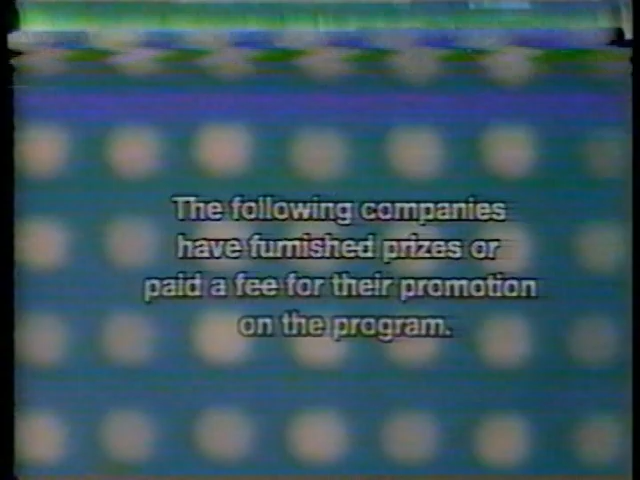 The following companies
have furnished prizes or
paid a fee for their promotion
on the program.